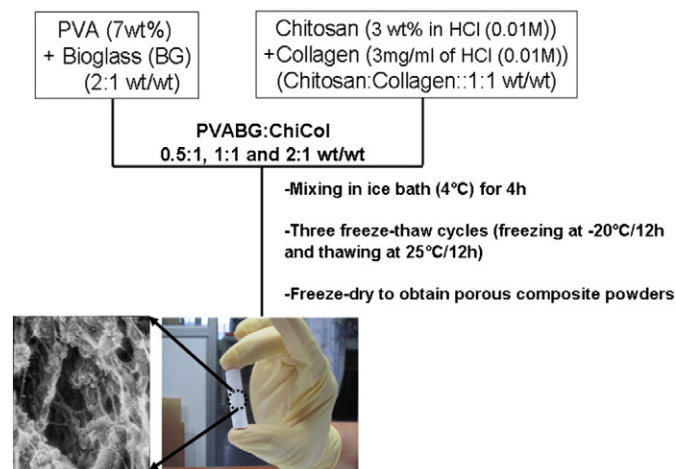 PVA (7wt%)
+ Bioglass (BG)
(2:1 wt/wt)
Chitosan (3 wt% in HCl (0.01M))
+Collagen (3mg/ml of HCl (0.01M))
(Chitosan:Collagen::1:1 wt/wt)
PVABG:ChiCol
0.5:1, 1:1 and 2:1 wt/wt
-Mixing in ice bath (4°C) for 4h
-Three freeze-thaw cycles (freezing at -20°C/12h
and thawing at 25°C/12h)
-Freeze-dry to obtain porous composite powders